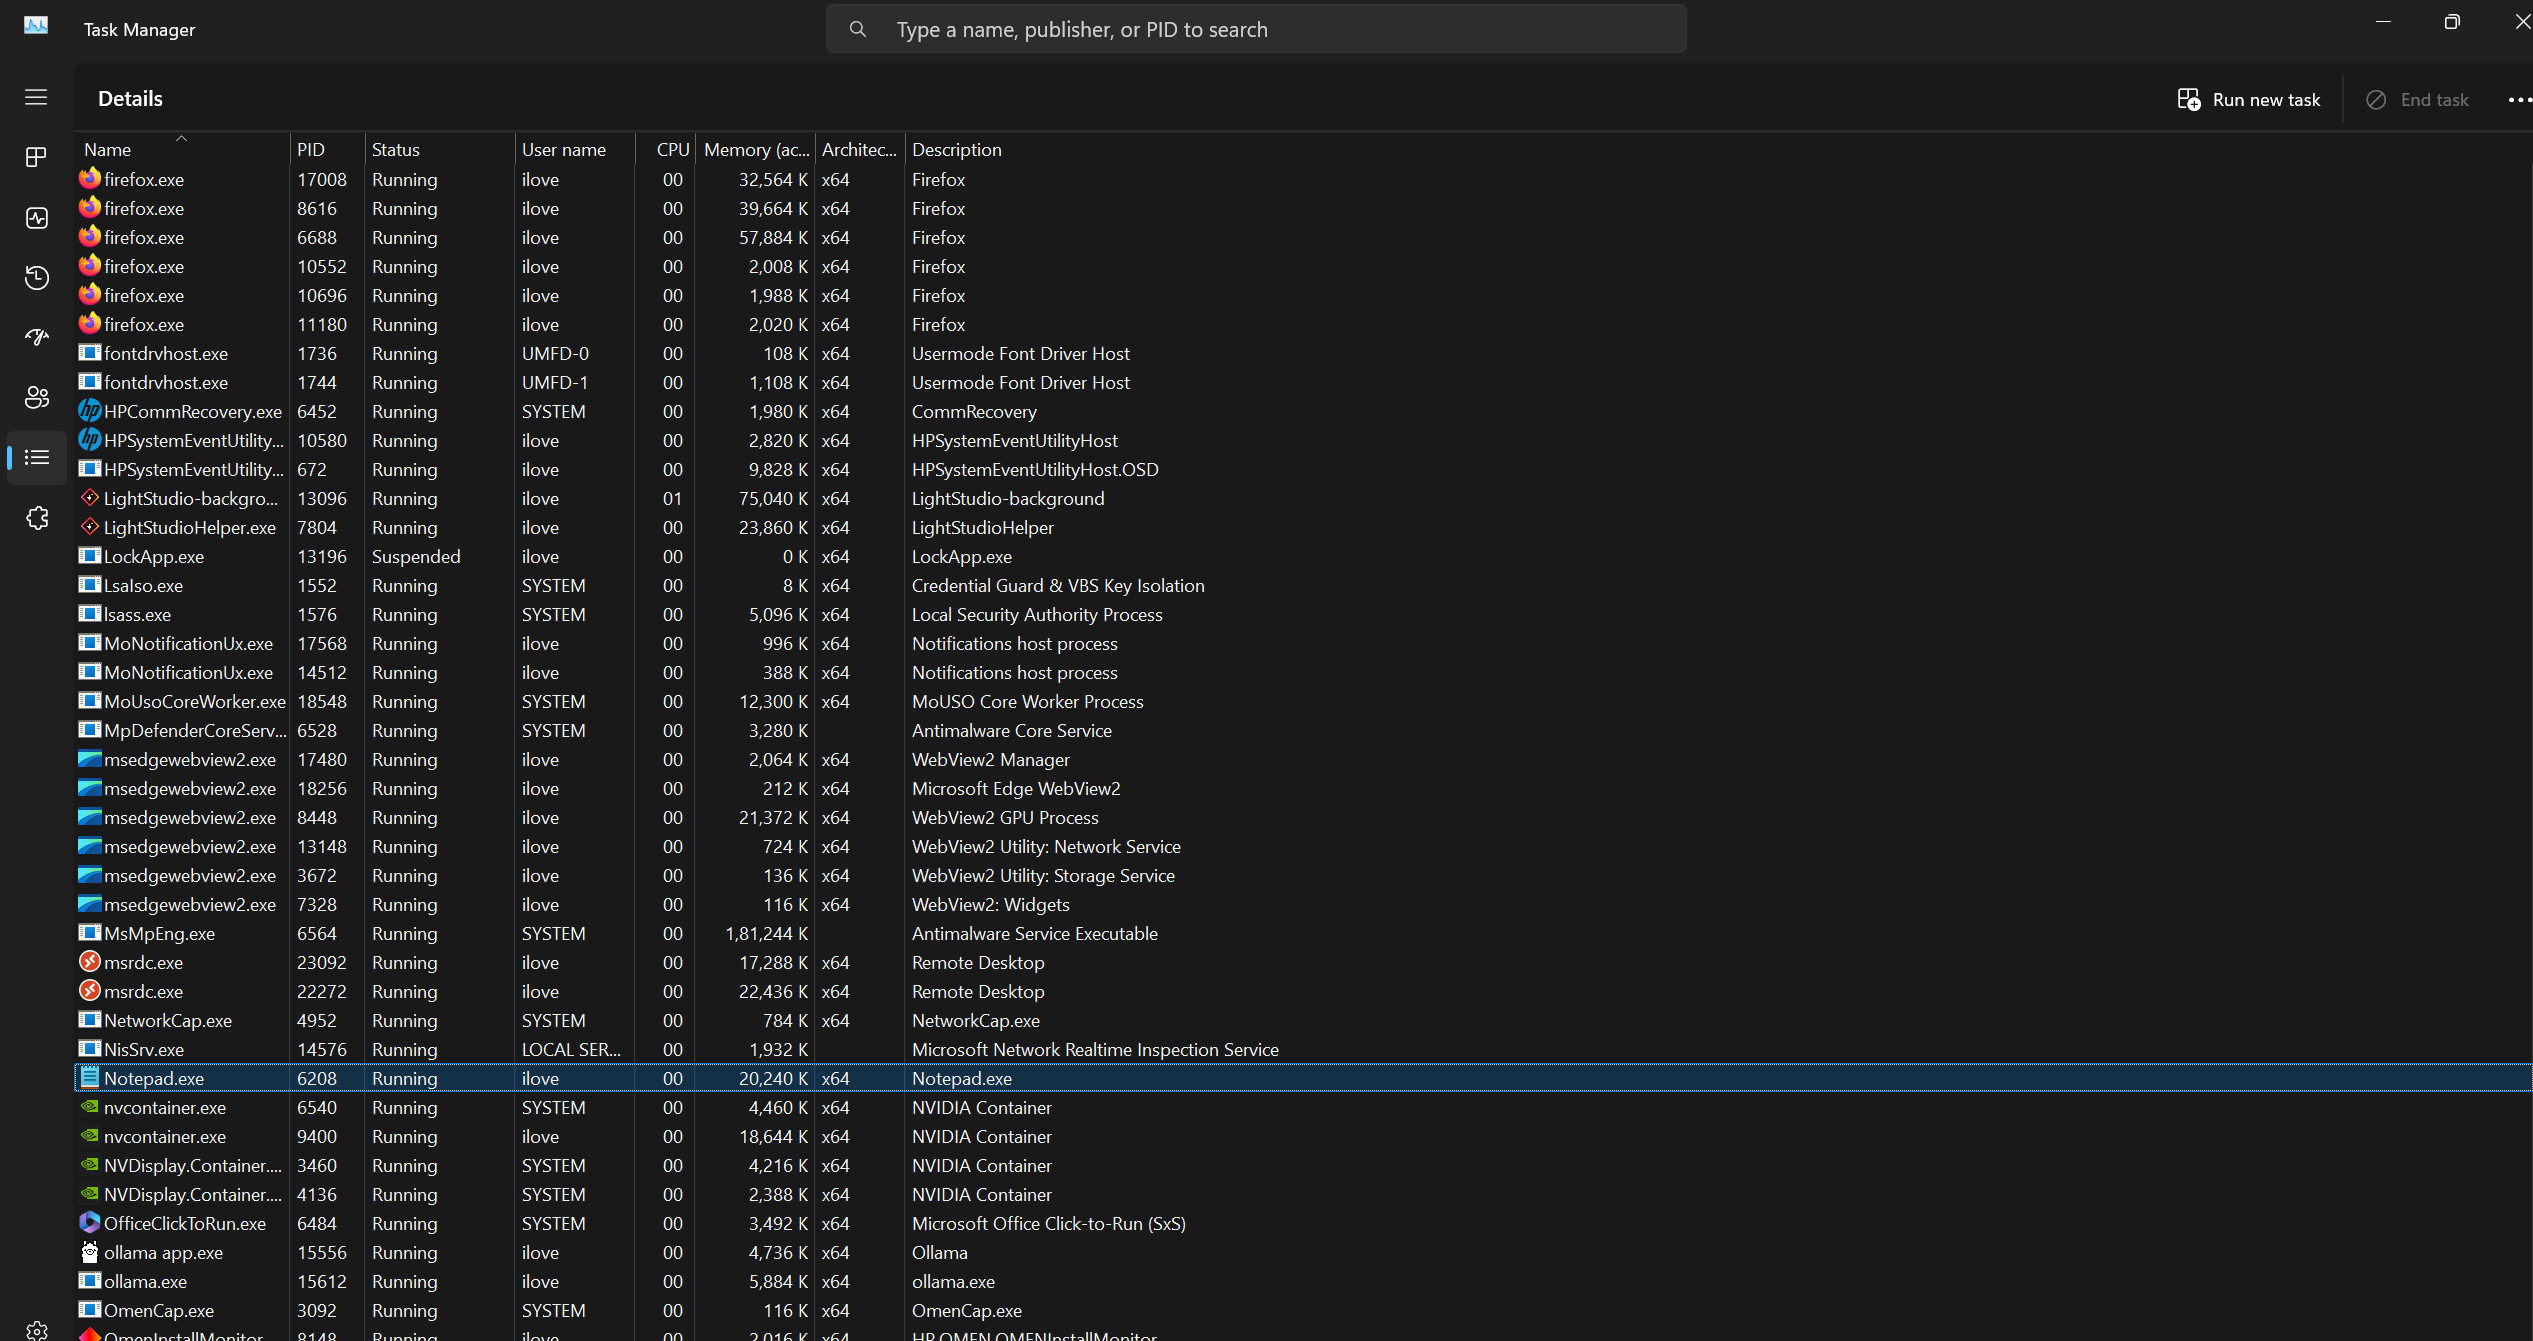 Task Manager
Type a name, publisher, or PID to search
Details
Run new task
End task
Name PID Status User name CPU Memory (ac... Architec... Description
firefox.exe 17008 Running ilove 00 32,564 K x64 Firefox
firefox.exe 8616 Running ilove 00 39,664 K x64 Firefox
firefox.exe 6688 Running ilove 00 57,884 K x64 Firefox
firefox.exe 10552 Running ilove 00 2,008 K x64 Firefox
firefox.exe 10696 Running ilove 00 1,988 K x64 Firefox
firefox.exe 11180 Running ilove 00 2,020 K x64 Firefox
fontdrvhost.exe 1736 Running UMFD-0 00 108 K x64 Usermode Font Driver Host
fontdrvhost.exe 1744 Running UMFD-1 00 1,108 K x64 Usermode Font Driver Host
HPCommRecovery.exe 6452 Running SYSTEM 00 1,980 K x64 CommRecovery
HPSystemEventUtility... 10580 Running ilove 00 2,820 K x64 HPSystemEventUtilityHost
HPSystemEventUtility... 672 Running ilove 00 9,828 K x64 HPSystemEventUtilityHost.OSD
LightStudio-backgro... 13096 Running ilove 01 75,040 K x64 LightStudio-background
LightStudioHelper.exe 7804 Running ilove 00 23,860 K x64 LightStudioHelper
LockApp.exe 13196 Suspended ilove 00 0 K x64 LockApp.exe
LsaIso.exe 1552 Running SYSTEM 00 8 K x64 Credential Guard & VBS Key Isolation
lsass.exe 1576 Running SYSTEM 00 5,096 K x64 Local Security Authority Process
MoNotificationUx.exe 17568 Running ilove 00 996 K x64 Notifications host process
MoNotificationUx.exe 14512 Running ilove 00 388 K x64 Notifications host process
MoUsoCoreWorker.exe 18548 Running SYSTEM 00 12,300 K x64 MoUSO Core Worker Process
MpDefenderCoreServ... 6528 Running SYSTEM 00 3,280 K Antimalware Core Service
msedgewebview2.exe 17480 Running ilove 00 2,064 K x64 WebView2 Manager
msedgewebview2.exe 18256 Running ilove 00 212 K x64 Microsoft Edge WebView2
msedgewebview2.exe 8448 Running ilove 00 21,372 K x64 WebView2 GPU Process
msedgewebview2.exe 13148 Running ilove 00 724 K x64 WebView2 Utility: Network Service
msedgewebview2.exe 3672 Running ilove 00 136 K x64 WebView2 Utility: Storage Service
msedgewebview2.exe 7328 Running ilove 00 116 K x64 WebView2: Widgets
MsMpEng.exe 6564 Running SYSTEM 00 1,81,244 K Antimalware Service Executable
msrdc.exe 23092 Running ilove 00 17,288 K x64 Remote Desktop
msrdc.exe 22272 Running ilove 00 22,436 K x64 Remote Desktop
NetworkCap.exe 4952 Running SYSTEM 00 784 K x64 NetworkCap.exe
NisSrv.exe 14576 Running LOCAL SER... 00 1,932 K Microsoft Network Realtime Inspection Service
Notepad.exe 6208 Running ilove 00 20,240 K x64 Notepad.exe
nvcontainer.exe 6540 Running SYSTEM 00 4,460 K x64 NVIDIA Container
nvcontainer.exe 9400 Running ilove 00 18,644 K x64 NVIDIA Container
NVDisplay.Container.... 3460 Running SYSTEM 00 4,216 K x64 NVIDIA Container
NVDisplay.Container.... 4136 Running SYSTEM 00 2,388 K x64 NVIDIA Container
OfficeClickToRun.exe 6484 Running SYSTEM 00 3,492 K x64 Microsoft Office Click-to-Run (SxS)
ollama app.exe 15556 Running ilove 00 4,736 K x64 Ollama
ollama.exe 15612 Running ilove 00 5,884 K x64 ollama.exe
OmenCap.exe 3092 Running SYSTEM 00 116 K x64 OmenCap.exe
OmenInstallMonitor 8148 Running ilove 00 2,016 K x64 HP.OMEN.OMENInstallMonitor